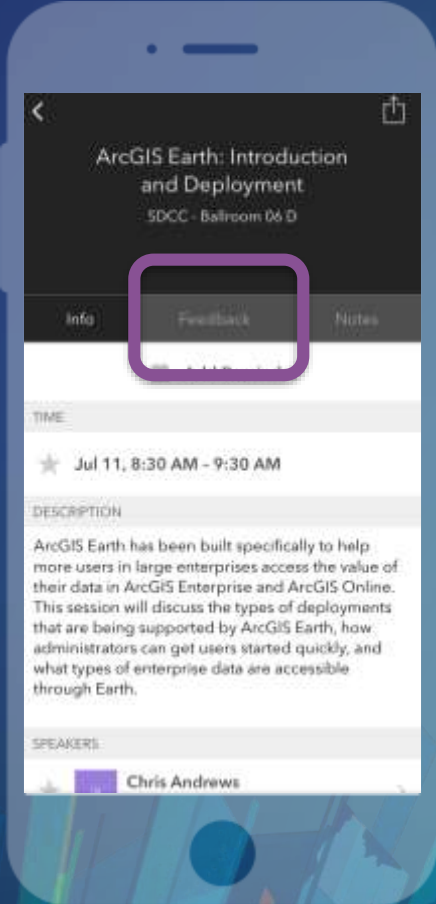 ArcGIS Earth: Introduction
and Deployment
SDCC - Ballroom 06 D
Info
Feedback
Notes
TIME
Jul 11, 8:30 AM - 9:30 AM
DESCRIPTION
ArcGIS Earth has been built specifically to help
more users in large enterprises access the value of
their data in ArcGIS Enterprise and ArcGIS Online.
This session will discuss the types of deployments
that are being supported by ArcGIS Earth, how
administrators can get users started quickly, and
what types of enterprise data are accessible
through Earth.
SPEAKERS
Chris Andrews